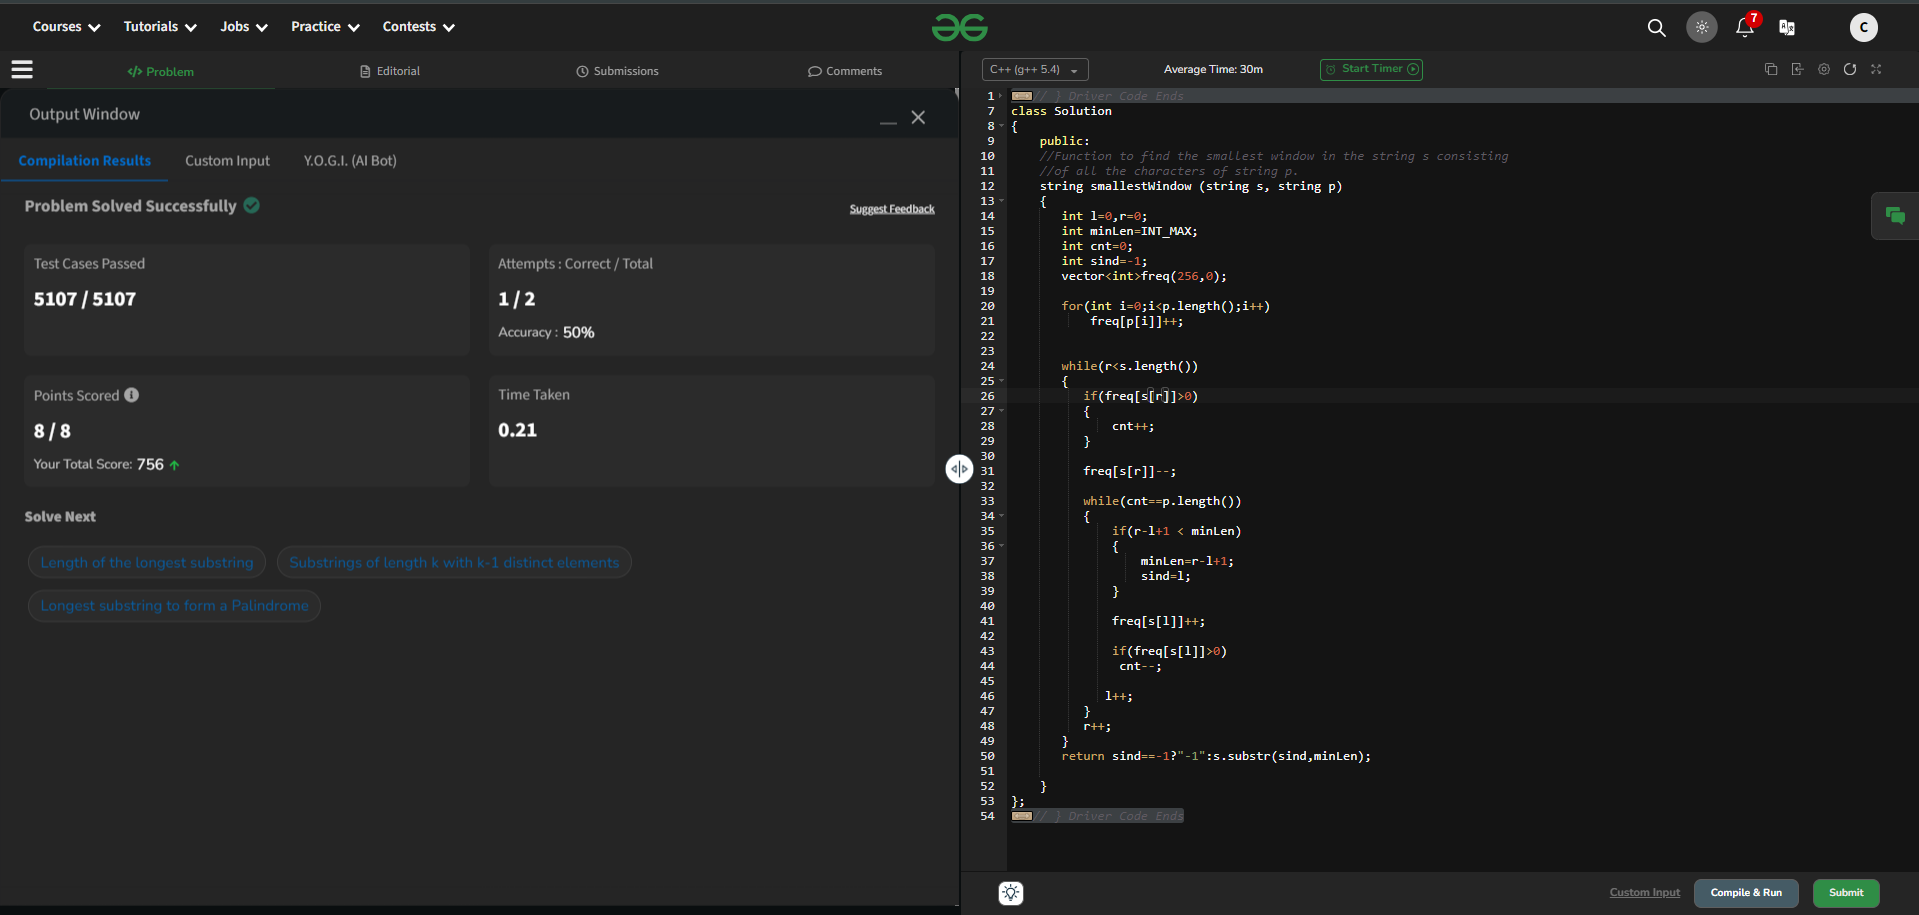 Courses Tutorials Jobs Practice Contests 7 C
Problem Editorial Submissions Comments
Output Window
Compilation Results Custom Input Y.O.G.I. (AI Bot)
Problem Solved Successfully
Suggest Feedback
Test Cases Passed
5107 / 5107
Attempts : Correct / Total
1 / 2
Accuracy : 50%
Points Scored
8 / 8
Your Total Score: 756
Time Taken
0.21
Solve Next
Length of the longest substring
Substrings of length k with k-1 distinct elements
Longest substring to form a Palindrome
C++ (g++ 5.4) Average Time: 30m Start Timer
1 // } Driver Code Ends
7 class Solution
8 {
9 public:
10 //Function to find the smallest window in the string s consisting
11 //of all the characters of string p.
12 string smallestWindow (string s, string p)
13 {
14 int l=0,r=0;
15 int minLen=INT_MAX;
16 int cnt=0;
17 int sind=-1;
18 vector<int>freq(256,0);
19
20 for(int i=0;i<p.length();i++)
21 freq[p[i]]++;
22
23
24 while(r<s.length())
25 {
26 if(freq[s[r]]>0)
27 {
28 cnt++;
29 }
30
31 freq[s[r]]--;
32
33 while(cnt==p.length())
34 {
35 if(r-l+1 < minLen)
36 {
37 minLen=r-l+1;
38 sind=l;
39 }
40
41 freq[s[l]]++;
42
43 if(freq[s[l]]>0)
44 cnt--;
45
46 l++;
47 }
48 r++;
49 }
50 return sind==-1?"-1":s.substr(sind,minLen);
51
52 }
53 };
54 // } Driver Code Ends
Custom Input Compile & Run Submit